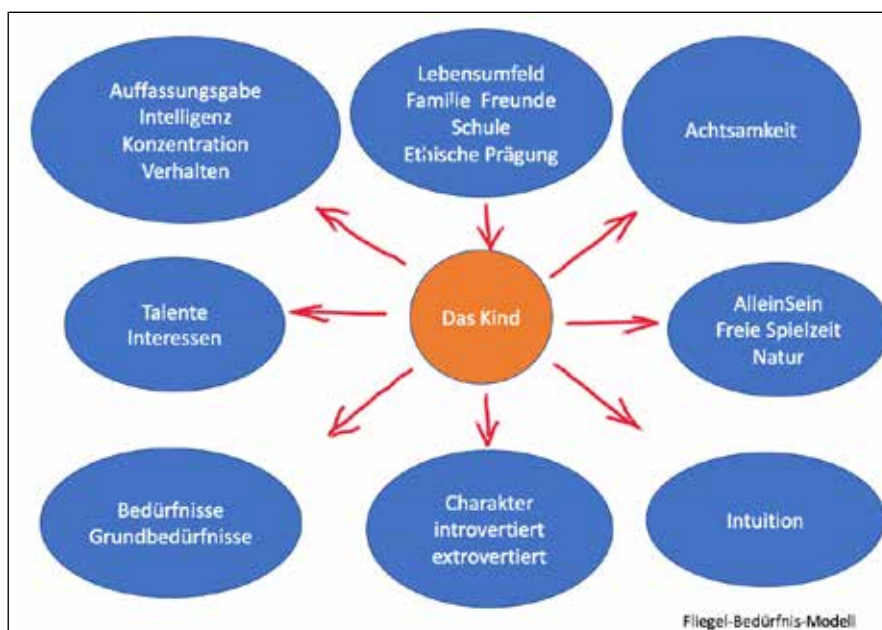 Auffassungsgabe
Intelligenz
Konzentration
Verhalten
Lebensumfeld
Familie Freunde
Schule
Ethische Prägung
Achtsamkeit
Talente
Interessen
Das Kind
AlleinSein
Freie Spielzeit
Natur
Bedürfnisse
Grundbedürfnisse
Charakter
introvertiert
extrovertiert
Intuition
Fliegel-Bedürfnis-Modell